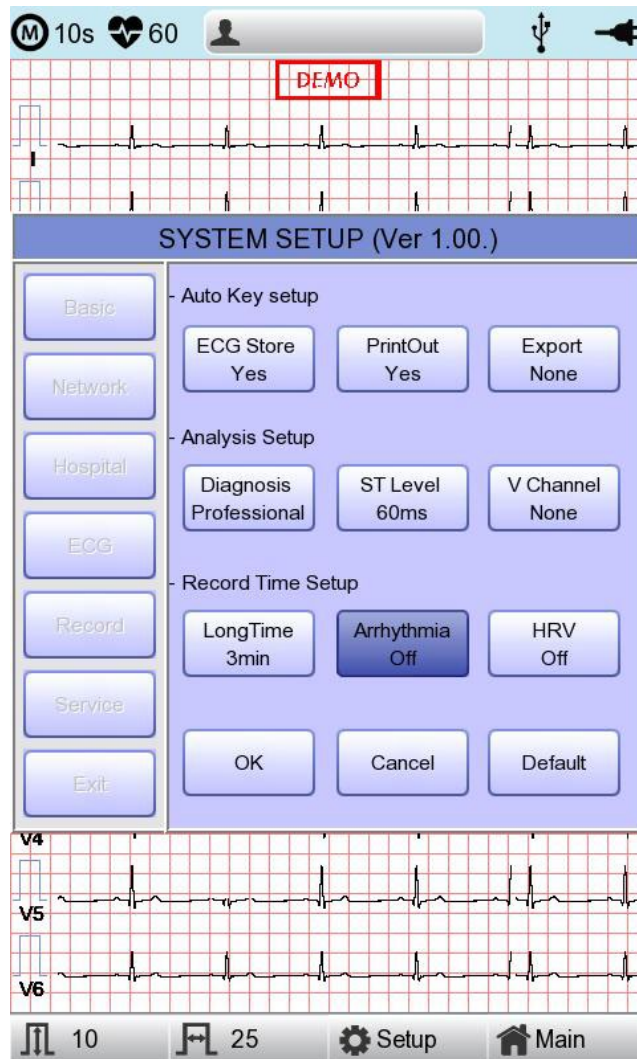 M 10s 60
DEMO
I
SYSTEM SETUP (Ver 1.00.)
Basic
Network
Hospital
ECG
Record
Service
Exit
- Auto Key setup
ECG Store
Yes
PrintOut
Yes
Export
None
- Analysis Setup
Diagnosis
Professional
ST Level
60ms
V Channel
None
- Record Time Setup
LongTime
3min
Arrhythmia
Off
HRV
Off
OK
Cancel
Default
V4
V5
V6
10 25 Setup Main